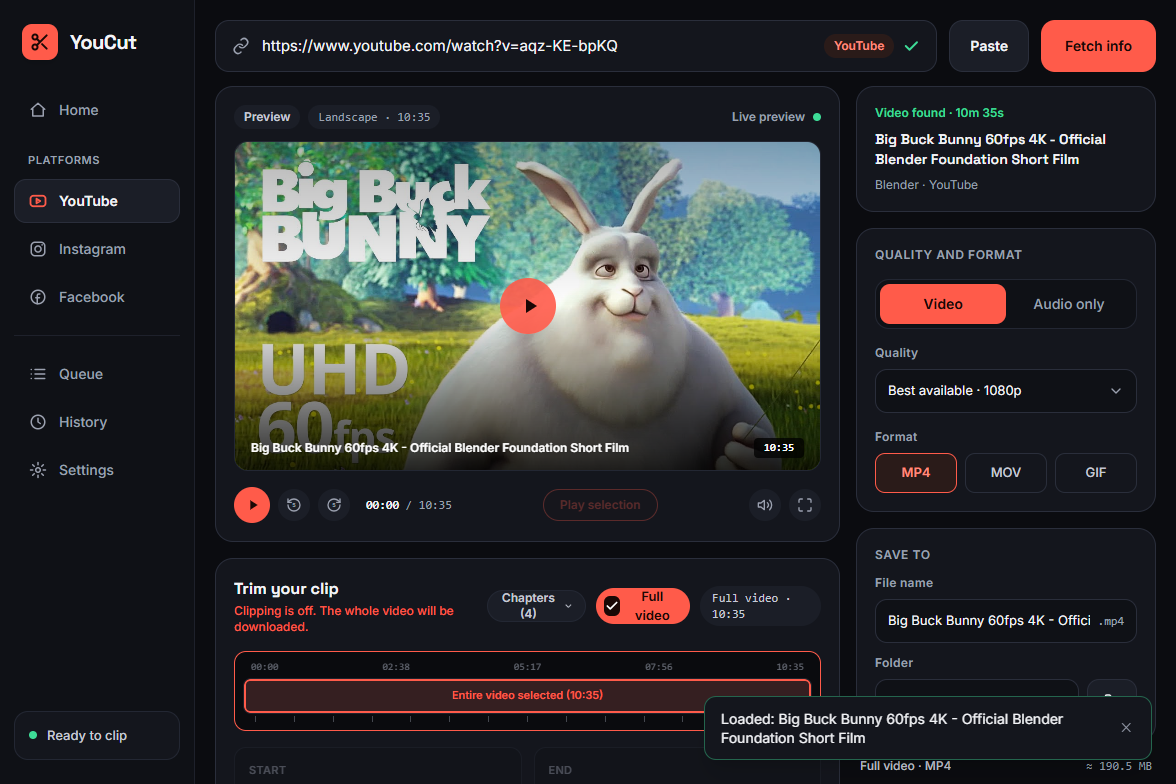 YouCut
https://www.youtube.com/watch?v=aqz-KE-bpKQ
YouTube
Paste
Fetch info
Home
PLATFORMS
YouTube
Instagram
Facebook
Queue
History
Settings
Ready to clip
Preview
Landscape · 10:35
Live preview
Big Buck
BUNNY
UHD
60fps
Big Buck Bunny 60fps 4K - Official Blender Foundation Short Film
10:35
00:00 / 10:35
Play selection
Trim your clip
Clipping is off. The whole video will be
downloaded.
Chapters
(4)
Full
video
Full video ·
10:35
00:00
02:38
05:17
07:56
10:35
Entire video selected (10:35)
START
END
Video found · 10m 35s
Big Buck Bunny 60fps 4K - Official
Blender Foundation Short Film
Blender · YouTube
QUALITY AND FORMAT
Video
Audio only
Quality
Best available · 1080p
Format
MP4
MOV
GIF
SAVE TO
File name
Big Buck Bunny 60fps 4K - Offici
.mp4
Folder
Loaded: Big Buck Bunny 60fps 4K - Official Blender
Foundation Short Film
Full video · MP4
≈ 190.5 MB